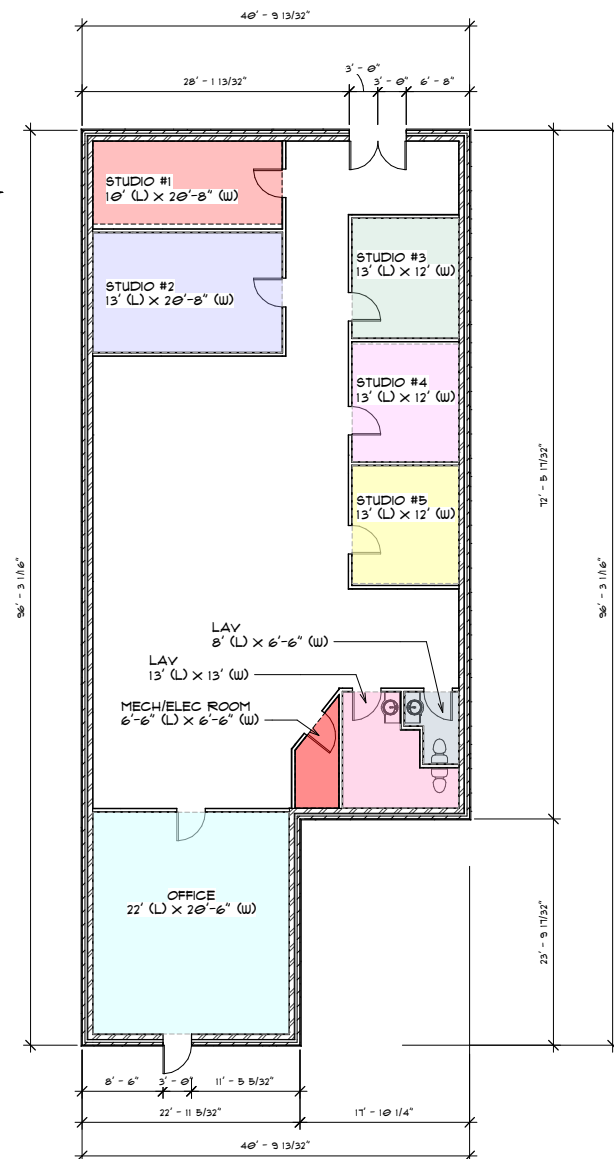 40' - 9 13/32"
28' - 1 13/32"
3' - 0"
3' - 0"
6' - 8"
STUDIO #1
10' (L) X 20'-8" (W)
STUDIO #2
13' (L) X 20'-8" (W)
STUDIO #3
13' (L) X 12' (W)
STUDIO #4
13' (L) X 12' (W)
STUDIO #5
13' (L) X 12' (W)
72' - 5 17/32"
96' - 3 1/16"
96' - 3 1/16"
LAV
8' (L) X 6'-6" (W)
LAV
13' (L) X 13' (W)
MECH/ELEC ROOM
6'-6" (L) X 6'-6" (W)
OFFICE
22' (L) X 20'-6" (W)
23' - 9 17/32"
8' - 6"
3' - 0"
11' - 5 5/32"
22' - 11 5/32"
17' - 10 1/4"
40' - 9 13/32"